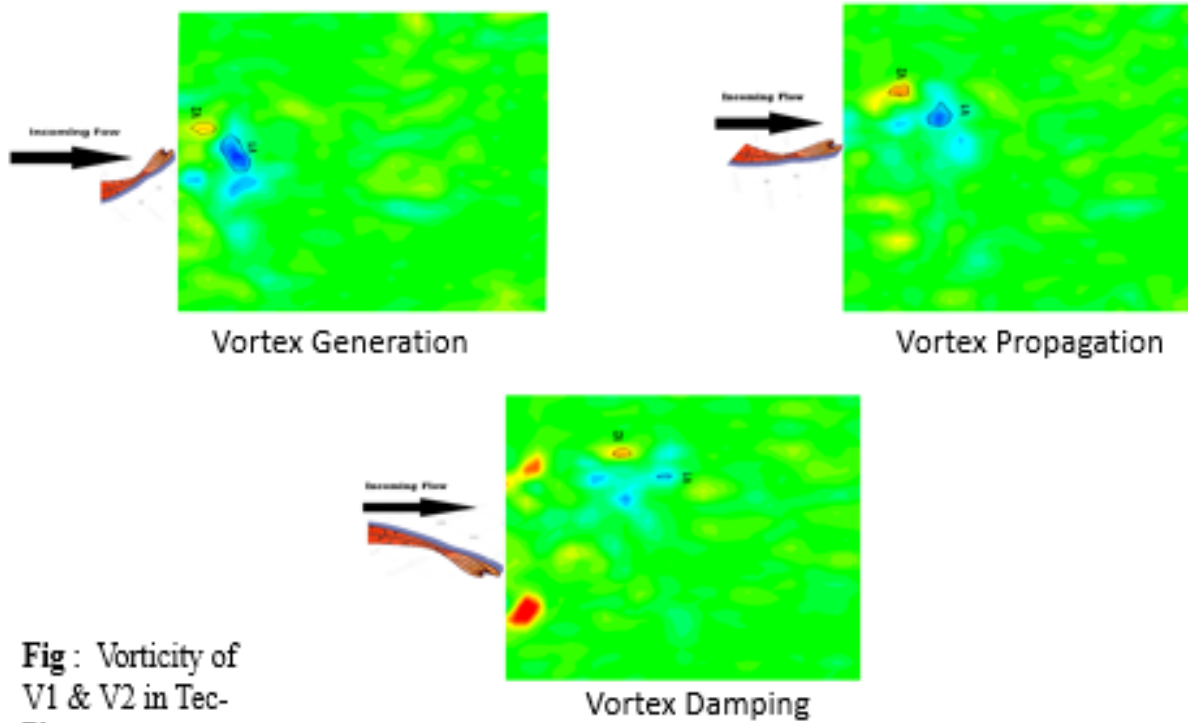 V2
Incoming Fow
V1
Vortex Generation
V2
Incoming Flow
V1
Vortex Propagation
V2
V1
Incoming Flow
Vortex Damping
Fig : Vorticity of
V1 & V2 in Tec-